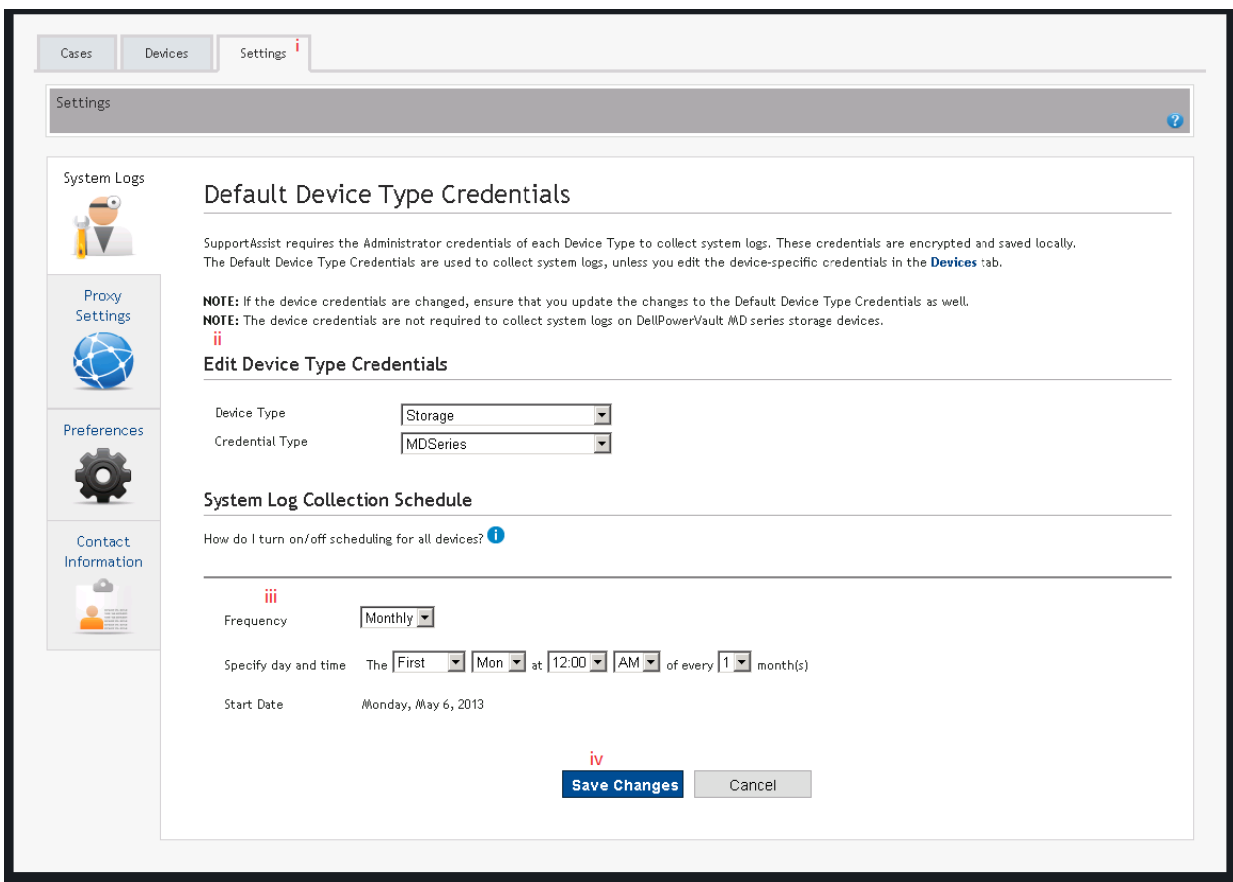 Cases
Devices
Settings
i
Settings
?
System Logs
Proxy
Settings
Preferences
Contact
Information
Default Device Type Credentials
SupportAssist requires the Administrator credentials of each Device Type to collect system logs. These credentials are encrypted and saved locally.
The Default Device Type Credentials are used to collect system logs, unless you edit the device-specific credentials in the Devices tab.
NOTE: If the device credentials are changed, ensure that you update the changes to the Default Device Type Credentials as well.
NOTE: The device credentials are not required to collect system logs on DellPowerVault MD series storage devices.
ii
Edit Device Type Credentials
Device Type Storage
Credential Type MDSeries
System Log Collection Schedule
How do I turn on/off scheduling for all devices? i
iii
Frequency Monthly
Specify day and time The First Mon at 12:00 AM of every 1 month(s)
Start Date Monday, May 6, 2013
iv
Save Changes Cancel